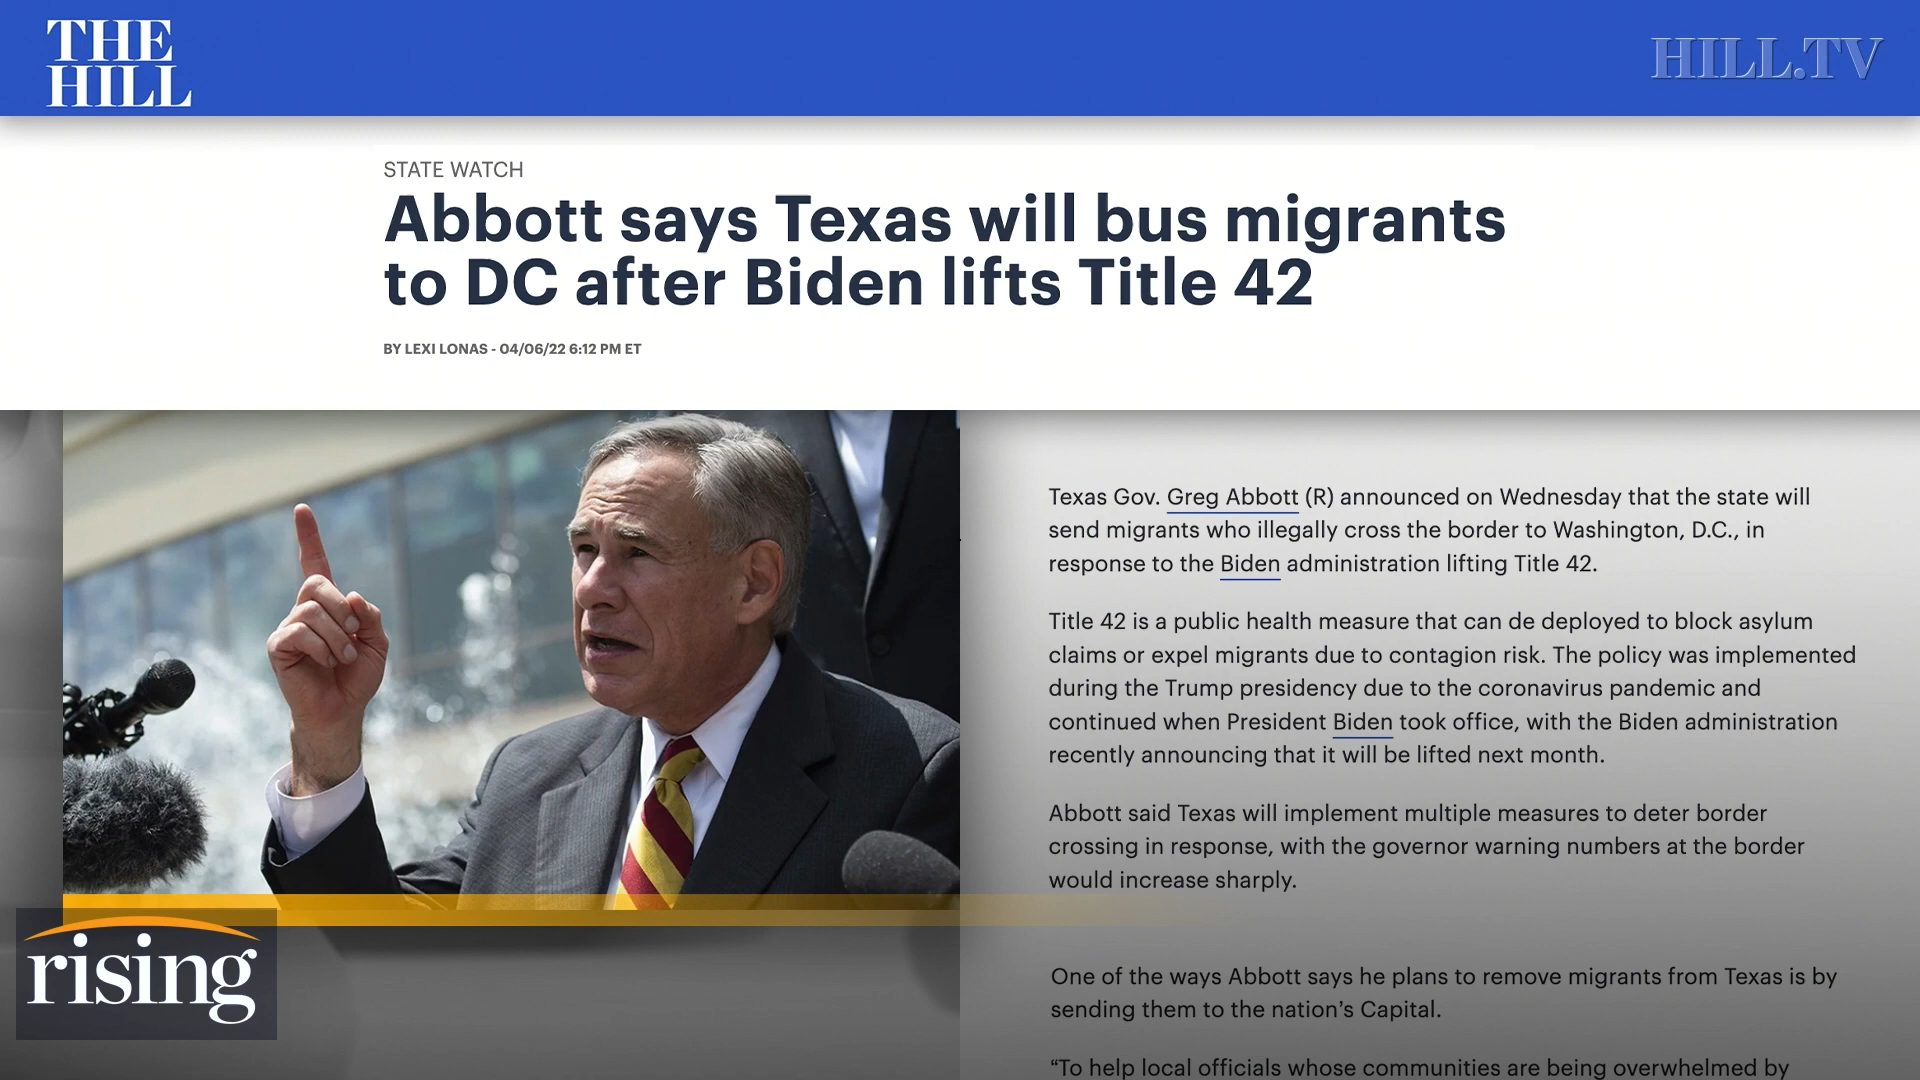 THE
HILL
HILL.TV
STATE WATCH
Abbott says Texas will bus migrants
to DC after Biden lifts Title 42
BY LEXI LONAS - 04/06/22 6:12 PM ET
Texas Gov. Greg Abbott (R) announced on Wednesday that the state will
send migrants who illegally cross the border to Washington, D.C., in
response to the Biden administration lifting Title 42.
Title 42 is a public health measure that can de deployed to block asylum
claims or expel migrants due to contagion risk. The policy was implemented
during the Trump presidency due to the coronavirus pandemic and
continued when President Biden took office, with the Biden administration
recently announcing that it will be lifted next month.
Abbott said Texas will implement multiple measures to deter border
crossing in response, with the governor warning numbers at the border
would increase sharply.
One of the ways Abbott says he plans to remove migrants from Texas is by
sending them to the nation’s Capital.
“To help local officials whose communities are being overwhelmed by
rising